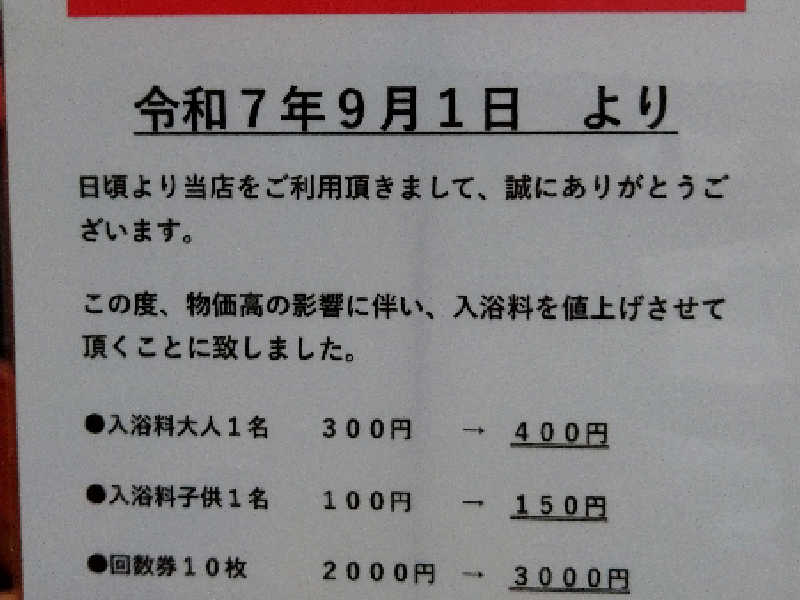 令和７年９月１日　より
日頃より当店をご利用頂きまして、誠にありがとうご
ざいます。
この度、物価高の影響に伴い、入浴料を値上げさせて
頂くことに致しました。
●入浴料大人１名　３００円　→　４００円
●入浴料子供１名　１００円　→　１５０円
●回数券１０枚　２０００円　→　３０００円